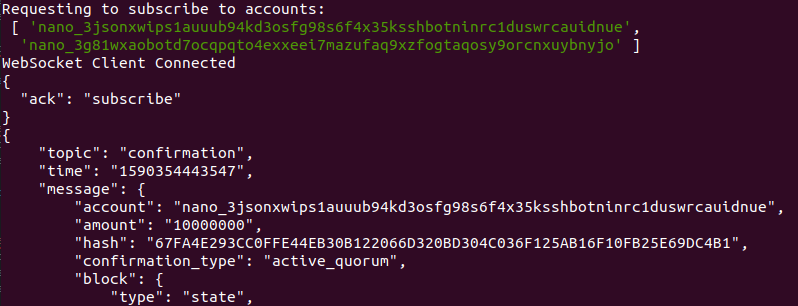 Requesting to subscribe to accounts:
[ 'nano_3jsonxwips1auuub94kd3osfg98s6f4x35ksshbotninrc1duswrcauidnue',
'nano_3g81wxaobotd7ocqpqto4exxeei7mazufaq9xzfogtaqosy9orcnxuybnyjo' ]
WebSocket Client Connected
{
"ack": "subscribe"
}
{
"topic": "confirmation",
"time": "1590354443547",
"message": {
"account": "nano_3jsonxwips1auuub94kd3osfg98s6f4x35ksshbotninrc1duswrcauidnue",
"amount": "10000000",
"hash": "67FA4E293CC0FFE44EB30B122066D320BD304C036F125AB16F10FB25E69DC4B1",
"confirmation_type": "active_quorum",
"block": {
"type": "state",